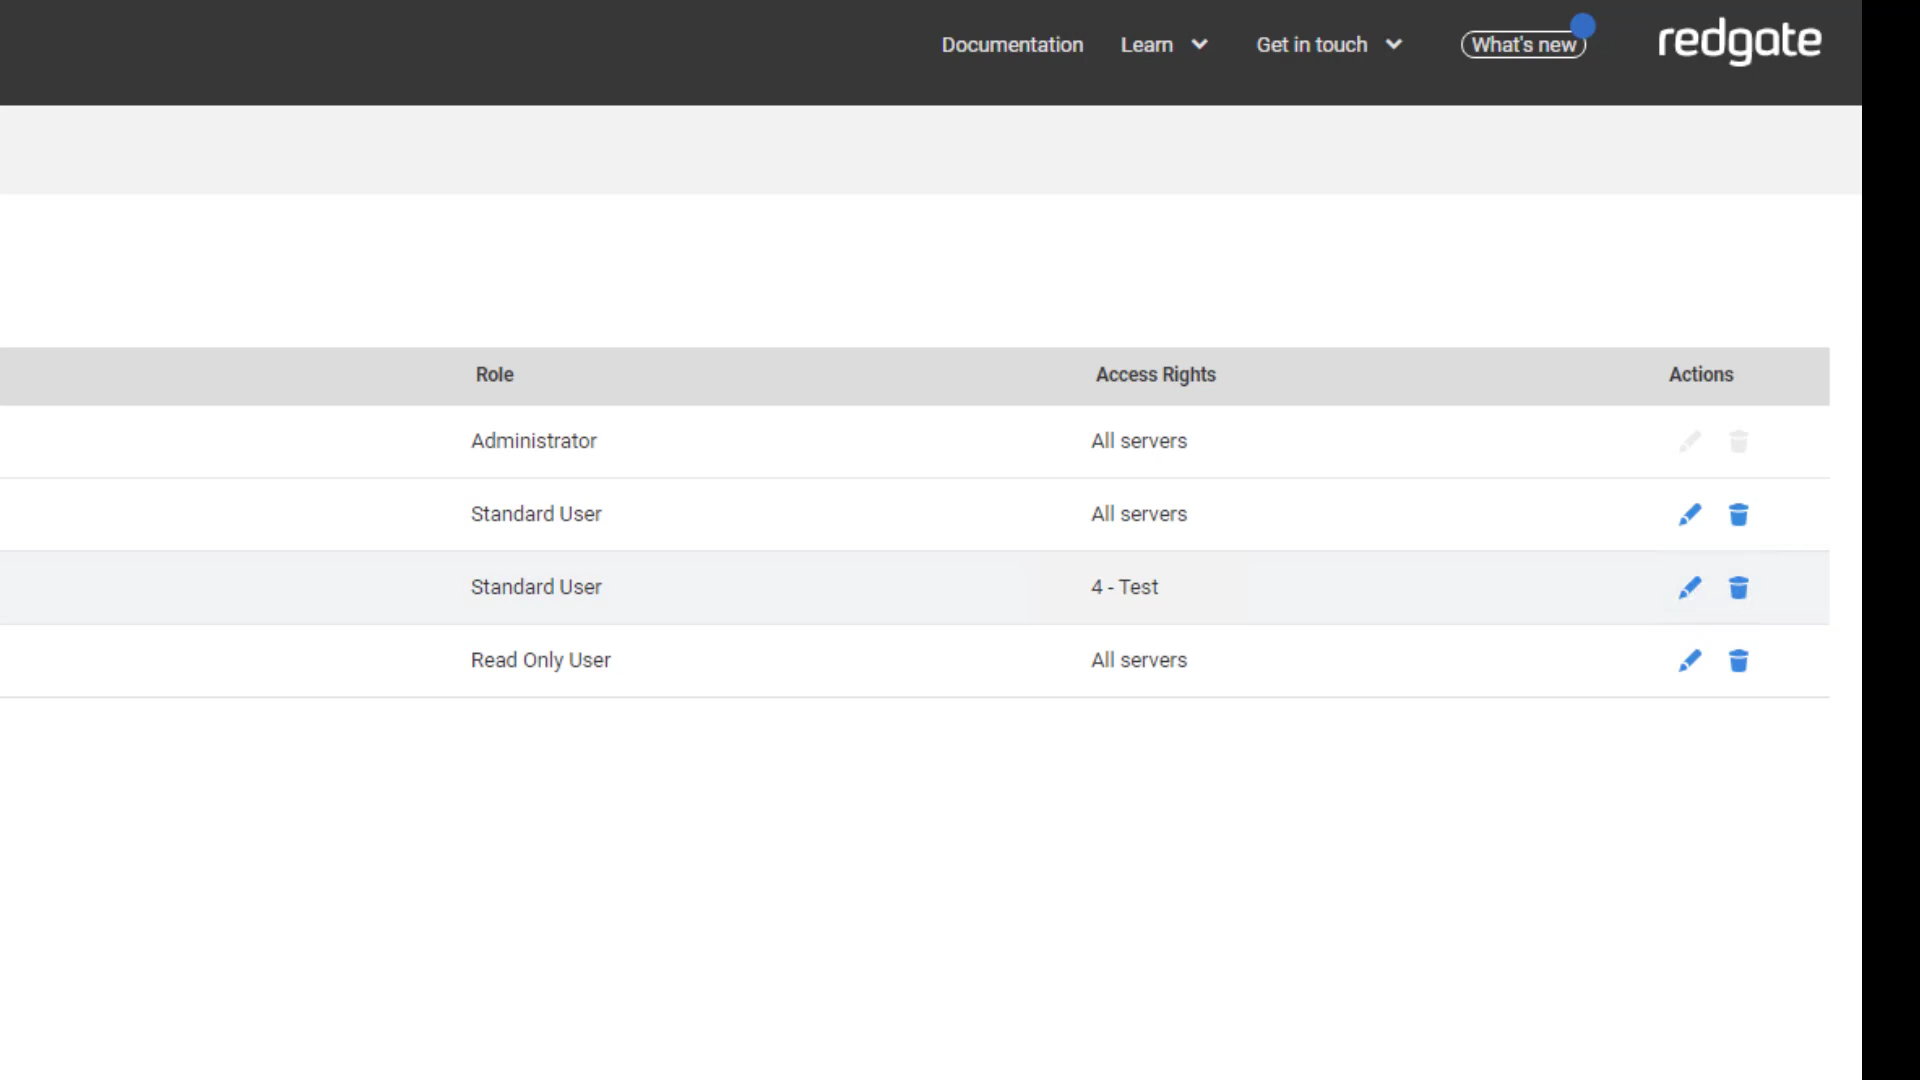 Documentation Learn Get in touch What's new redgate
Role Access Rights Actions
Administrator All servers
Standard User All servers
Standard User 4 - Test
Read Only User All servers